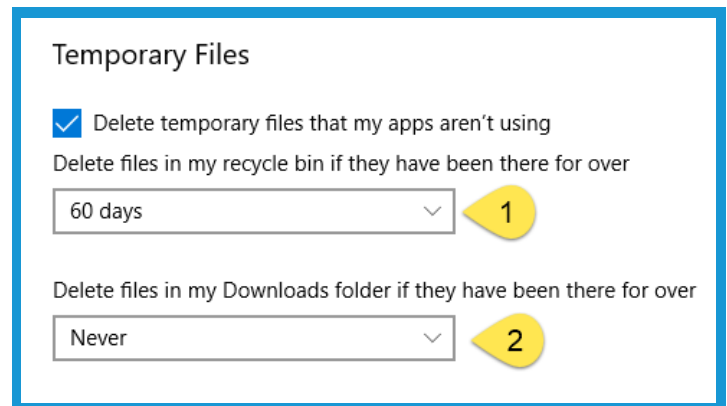 Temporary Files
Delete temporary files that my apps aren't using
Delete files in my recycle bin if they have been there for over
60 days
1
Delete files in my Downloads folder if they have been there for over
Never
2